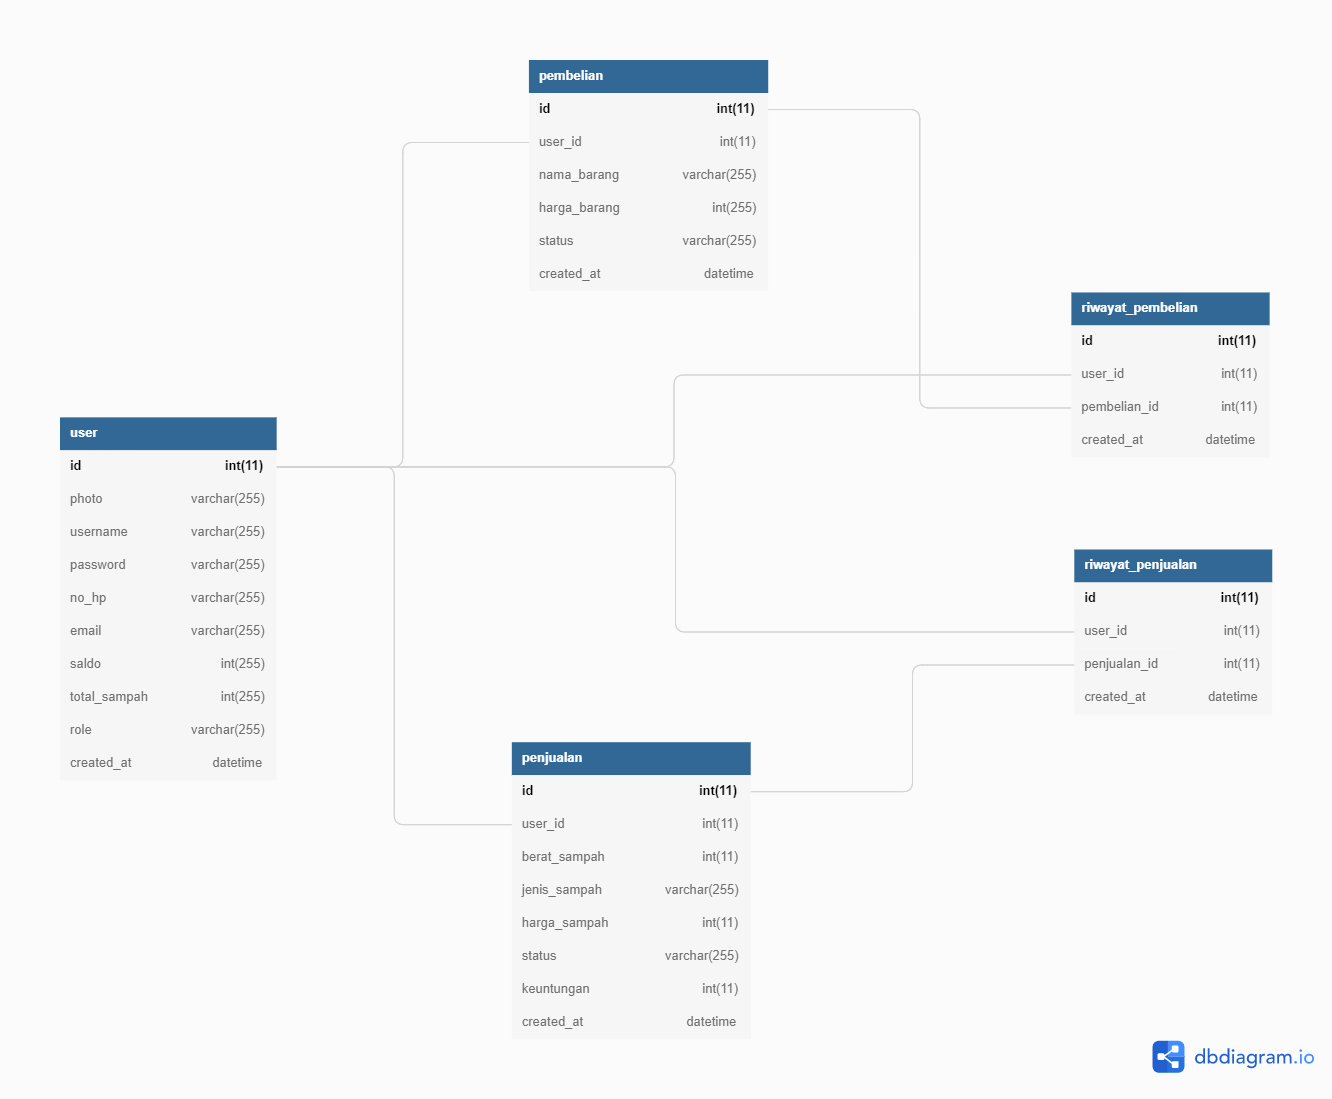 pembelian
id int(11)
user_id int(11)
nama_barang varchar(255)
harga_barang int(255)
status varchar(255)
created_at datetime
riwayat_pembelian
id int(11)
user_id int(11)
pembelian_id int(11)
created_at datetime
user
id int(11)
photo varchar(255)
username varchar(255)
password varchar(255)
no_hp varchar(255)
email varchar(255)
saldo int(255)
total_sampah int(255)
role varchar(255)
created_at datetime
riwayat_penjualan
id int(11)
user_id int(11)
penjualan_id int(11)
created_at datetime
penjualan
id int(11)
user_id int(11)
berat_sampah int(11)
jenis_sampah varchar(255)
harga_sampah int(11)
status varchar(255)
keuntungan int(11)
created_at datetime
dbdiagram.io